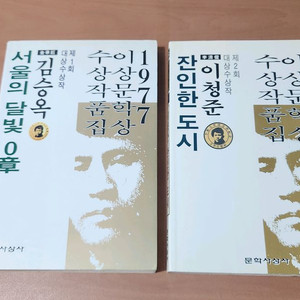 1977
이상문학상
수상작품집
제1회
대상수상작
김승옥
서울의 달빛 0章
사상사
이상
문학상
수상작
품집
제2회
대상수상작
이청준
잔인한 도시
문학사상사